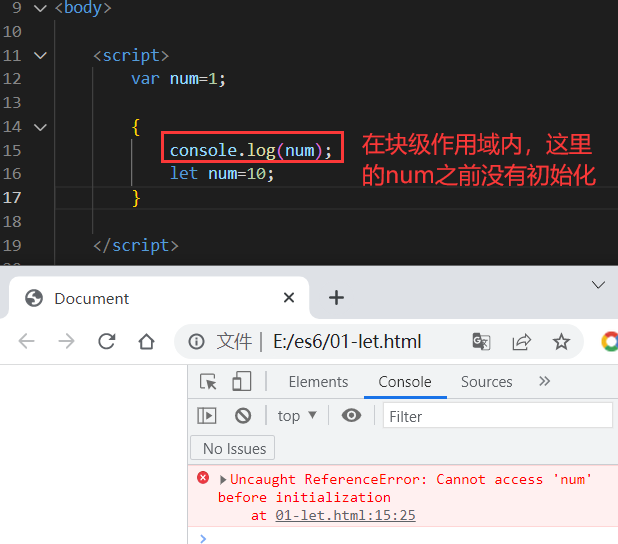 9 <body>
10
11 <script>
12 var num=1;
13
14 {
15 console.log(num);
16 let num=10;
17 }
18
19 </script>
在块级作用域内，这里
的num之前没有初始化
Document
文件 | E:/es6/01-let.html
Elements Console Sources
top Filter
No Issues
Uncaught ReferenceError: Cannot access 'num'
before initialization
at 01-let.html:15:25